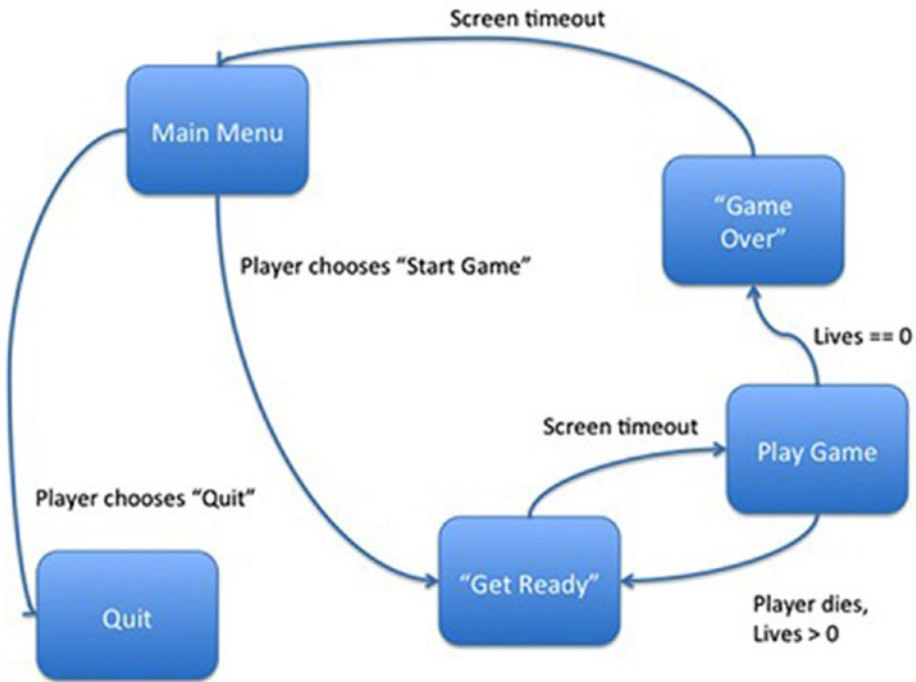 Screen timeout
Main Menu
“Game
Over”
Player chooses “Start Game”
Lives == 0
Screen timeout
Play Game
Player chooses “Quit”
“Get Ready”
Quit
Player dies,
Lives > 0